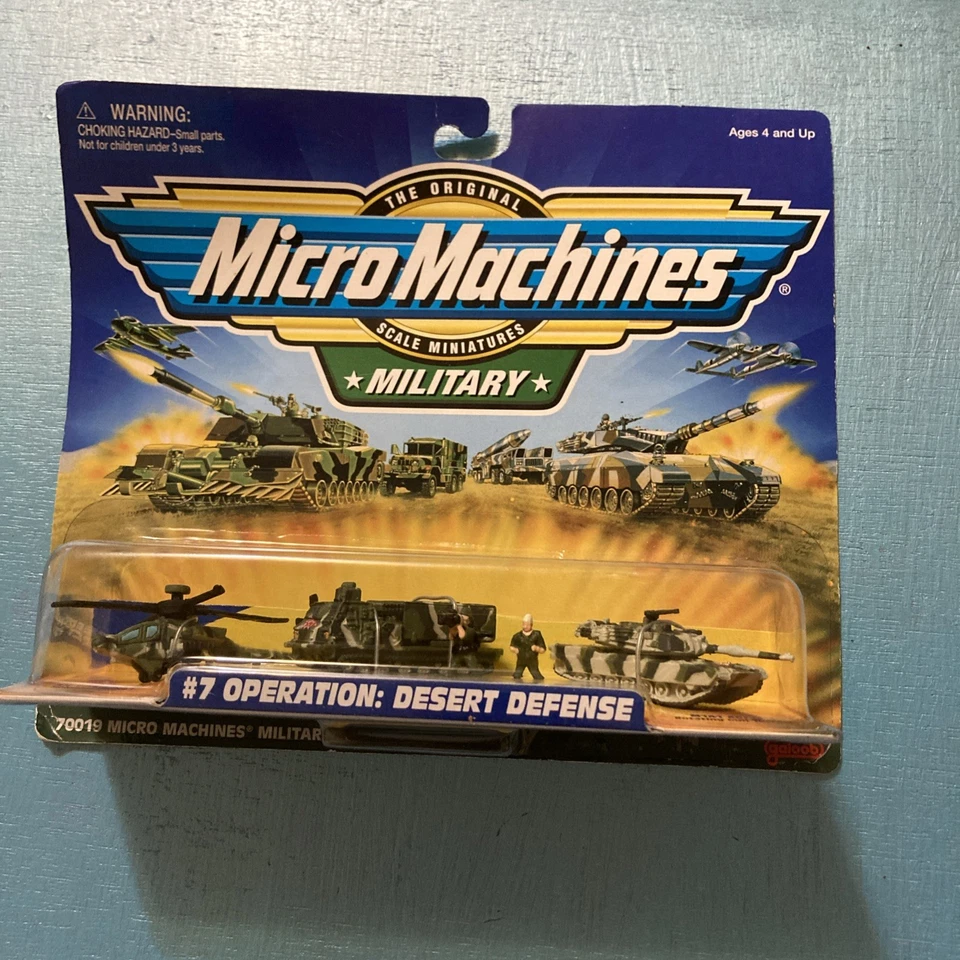 ⚠ WARNING:
CHOKING HAZARD–Small parts.
Not for children under 3 years.
Ages 4 and Up
THE ORIGINAL
Micro Machines
®
SCALE MINIATURES
★ MILITARY ★
#7 OPERATION: DESERT DEFENSE
70019 MICRO MACHINES® MILITAR
galoob